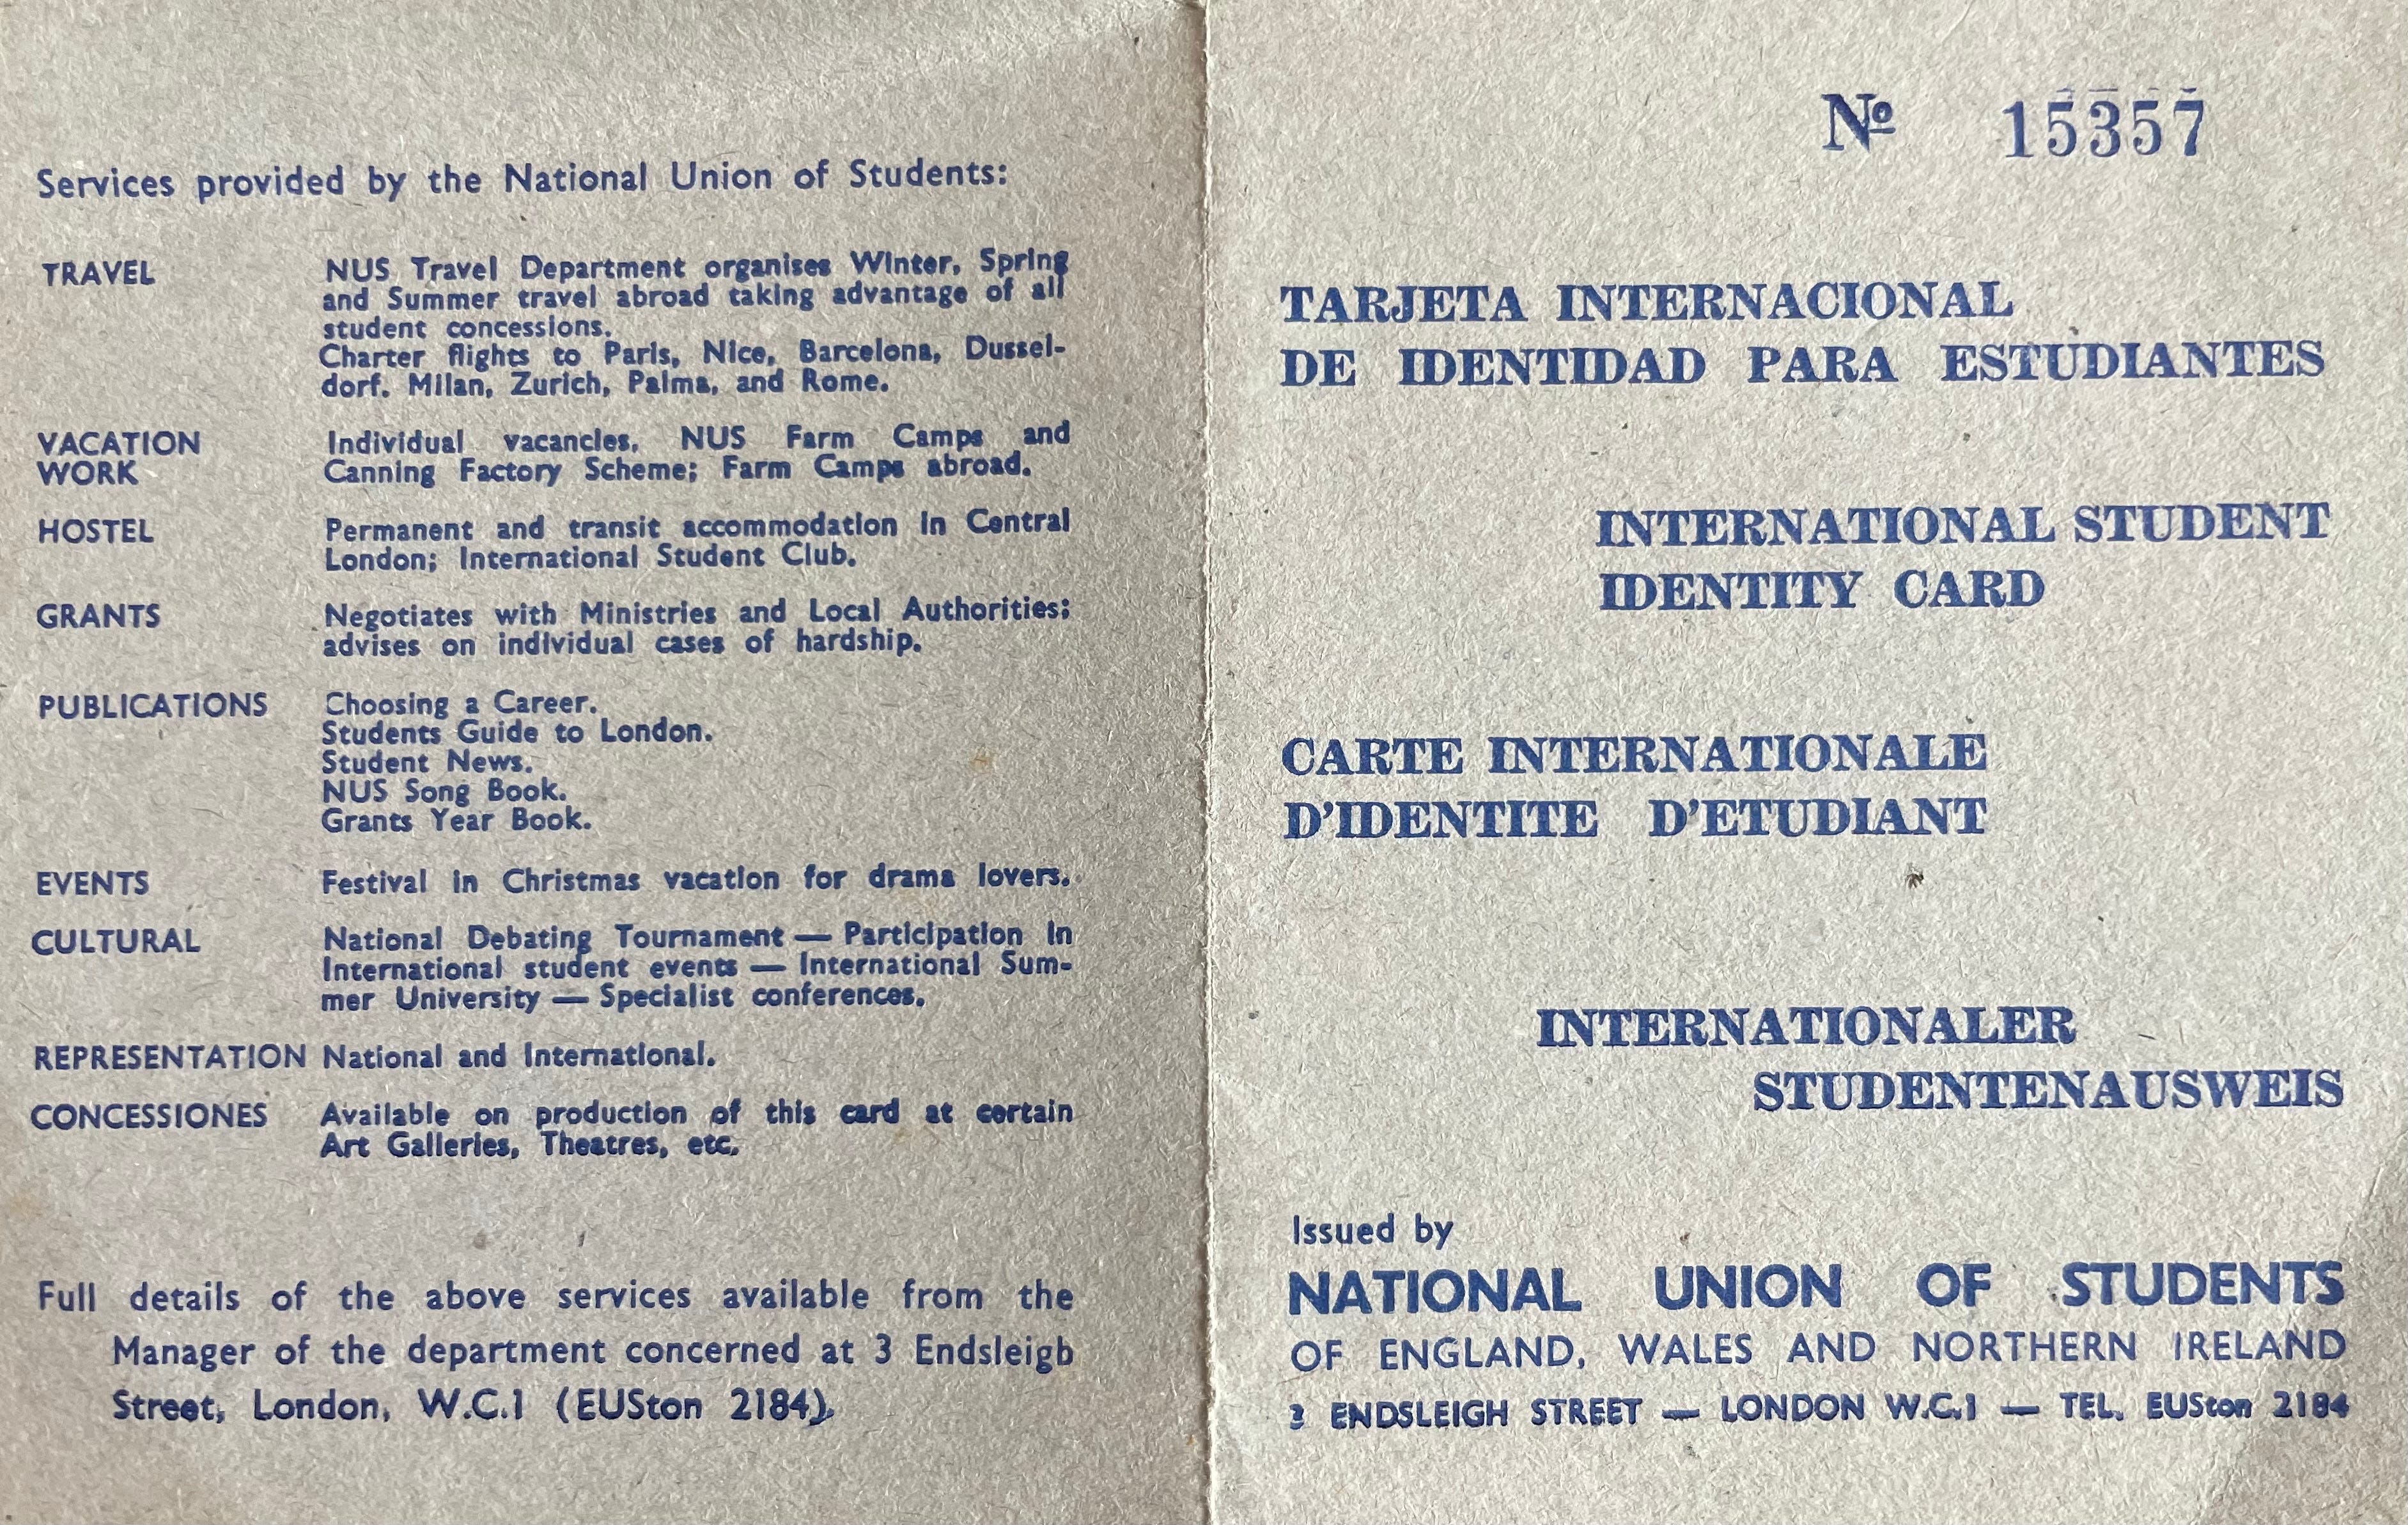 Services provided by the National Union of Students:
TRAVEL NUS Travel Department organises Winter, Spring
and Summer travel abroad taking advantage of all
student concessions.
Charter flights to Paris, Nice, Barcelona, Dussel-
dorf, Milan, Zurich, Palma, and Rome.
VACATION Individual vacancies, NUS Farm Camps and
WORK Canning Factory Scheme; Farm Camps abroad.
HOSTEL Permanent and transit accommodation in Central
London; International Student Club.
GRANTS Negotiates with Ministries and Local Authorities;
advises on individual cases of hardship.
PUBLICATIONS Choosing a Career.
Students Guide to London.
Student News.
NUS Song Book.
Grants Year Book.
EVENTS Festival in Christmas vacation for drama lovers.
CULTURAL National Debating Tournament — Participation in
International student events — International Sum-
mer University — Specialist conferences.
REPRESENTATION National and International.
CONCESSIONES Available on production of this card at certain
Art Galleries, Theatres, etc.
Full details of the above services available from the
Manager of the department concerned at 3 Endsleigb
Street, London, W.C.1 (EUSton 2184).
Nº 15357
TARJETA INTERNACIONAL
DE IDENTIDAD PARA ESTUDIANTES
INTERNATIONAL STUDENT
IDENTITY CARD
CARTE INTERNATIONALE
D'IDENTITE D'ETUDIANT
INTERNATIONALER
STUDENTENAUSWEIS
Issued by
NATIONAL UNION OF STUDENTS
OF ENGLAND, WALES AND NORTHERN IRELAND
3 ENDSLEIGH STREET — LONDON W.C.1 — TEL. EUSton 2184